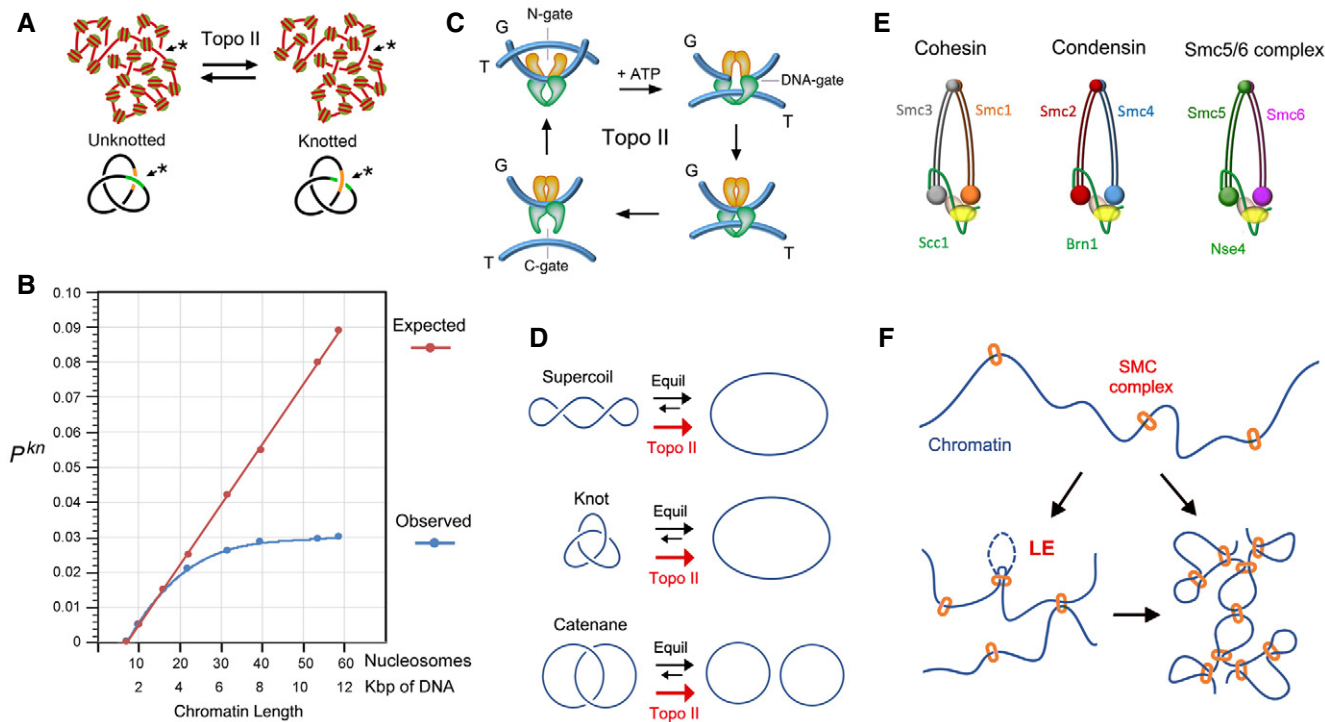 A
Topo II
*
*
Unknotted
Knotted
*
*
B
0.10
0.09
0.08
0.07
0.06
0.05
0.04
0.03
0.02
0.01
0
P^kn
Expected
Observed
10 20 30 40 50 60 Nucleosomes
2 4 6 8 10 12 Kbp of DNA
Chromatin Length
C
N-gate
G
T
+ ATP
G
DNA-gate
T
Topo II
G
T
C-gate
G
T
D
Supercoil
Equil
Topo II
Knot
Equil
Topo II
Catenane
Equil
Topo II
E
Cohesin
Condensin
Smc5/6 complex
Smc3
Smc1
Smc2
Smc4
Smc5
Smc6
Scc1
Brn1
Nse4
F
SMC
complex
Chromatin
LE